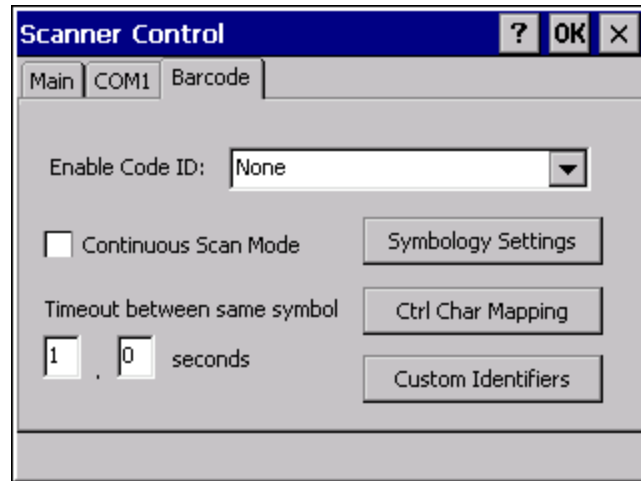 Scanner Control ? OK ×
Main COM1 Barcode
Enable Code ID: None
Continuous Scan Mode
Symbology Settings
Timeout between same symbol
Ctrl Char Mapping
1 . 0 seconds
Custom Identifiers